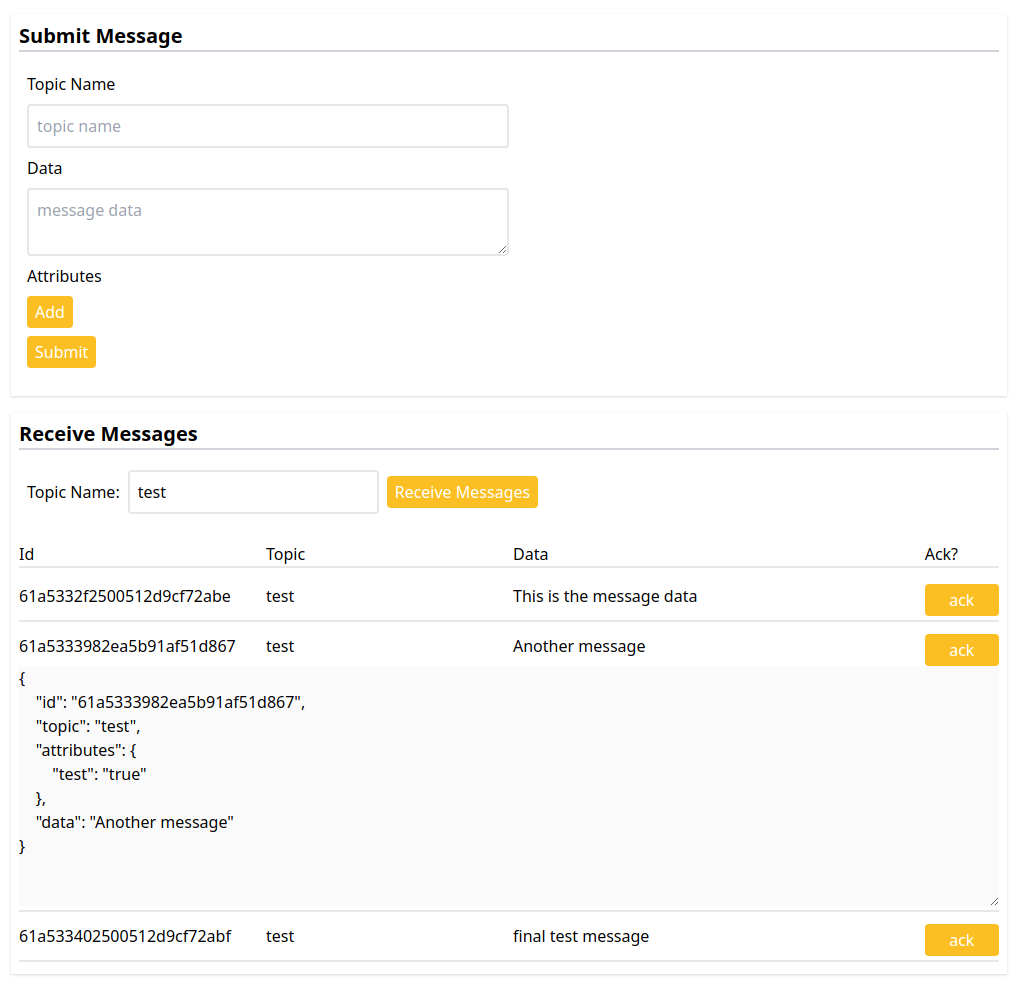 Submit Message
Topic Name
topic name
Data
message data
Attributes
Add
Submit
Receive Messages
Topic Name: test Receive Messages
Id Topic Data Ack?
61a5332f2500512d9cf72abe test This is the message data ack
61a5333982ea5b91af51d867 test Another message ack
{
    "id": "61a5333982ea5b91af51d867",
    "topic": "test",
    "attributes": {
        "test": "true"
    },
    "data": "Another message"
}
61a533402500512d9cf72abf test final test message ack